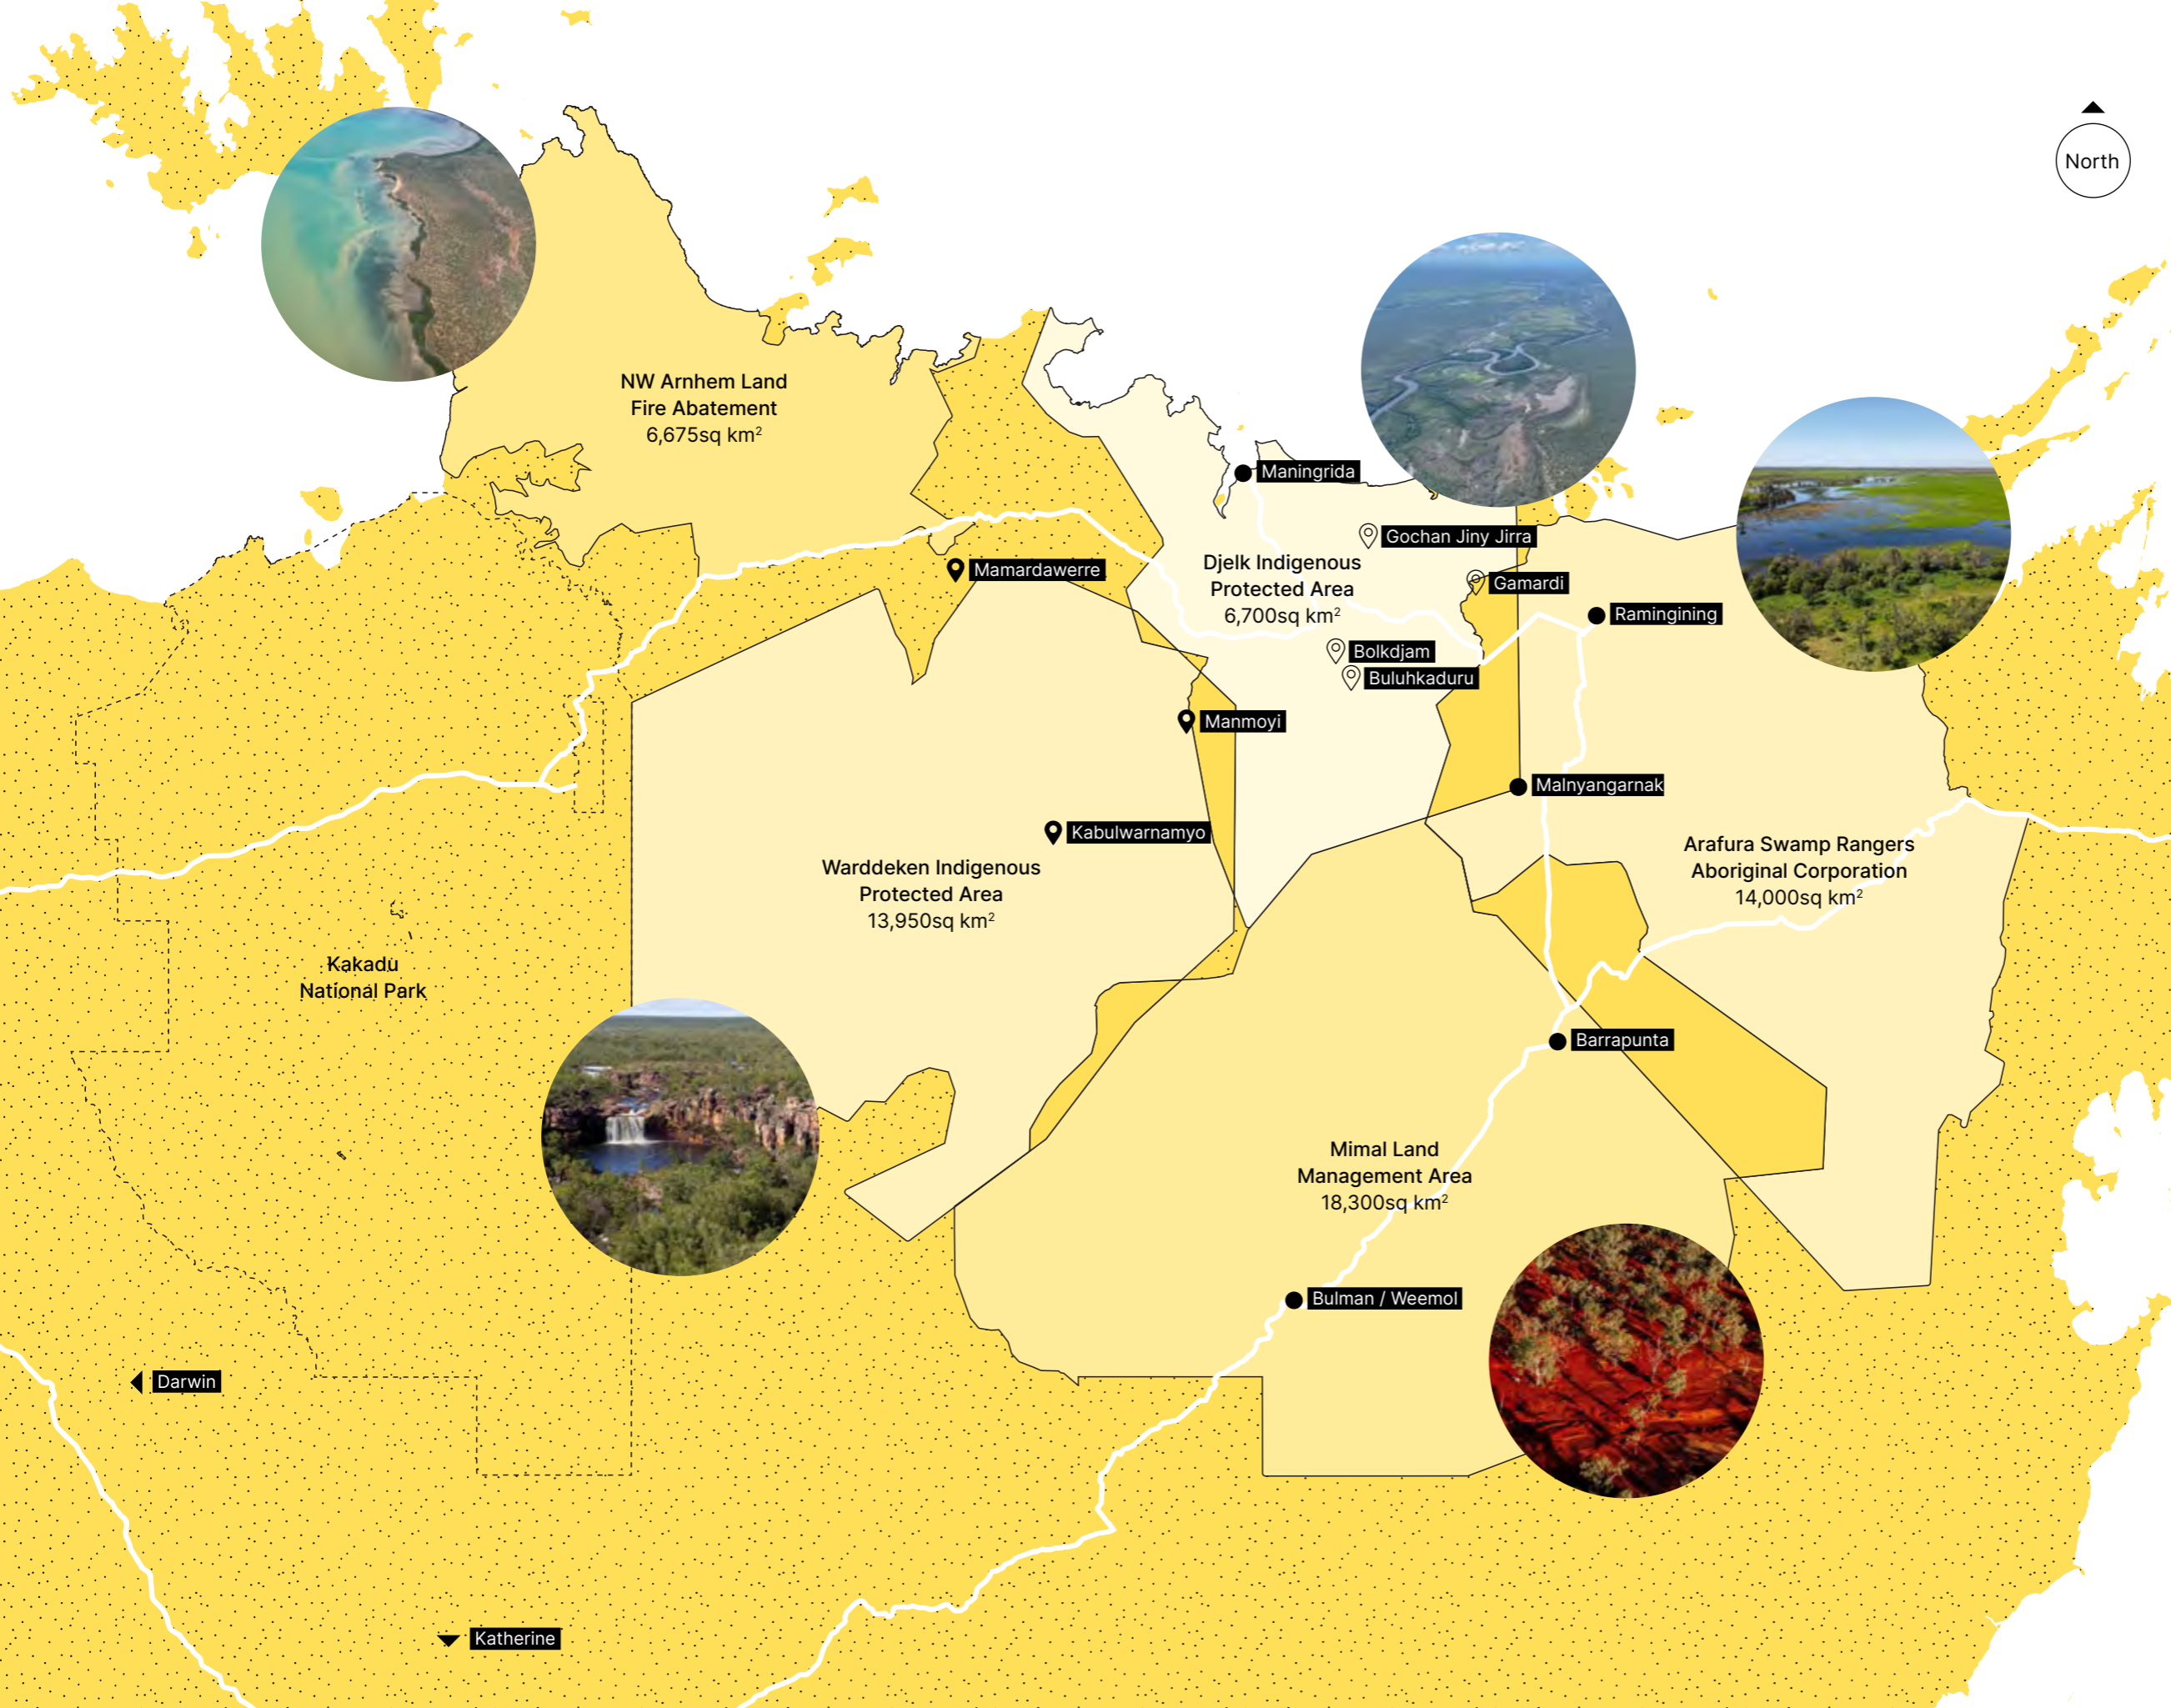 North
NW Arnhem Land
Fire Abatement
6,675sq km²
Maningrida
Gochan Jiny Jirra
Djelk Indigenous
Protected Area
6,700sq km²
Mamardawerre
Gamardi
Ramingining
Bolkdjam
Buluhkaduru
Manmoyi
Malnyangarnak
Kabulwarnamyo
Warddeken Indigenous
Protected Area
13,950sq km²
Arafura Swamp Rangers
Aboriginal Corporation
14,000sq km²
Kakadu
National Park
Barrapunta
Mimal Land
Management Area
18,300sq km²
Bulman / Weemol
Darwin
Katherine